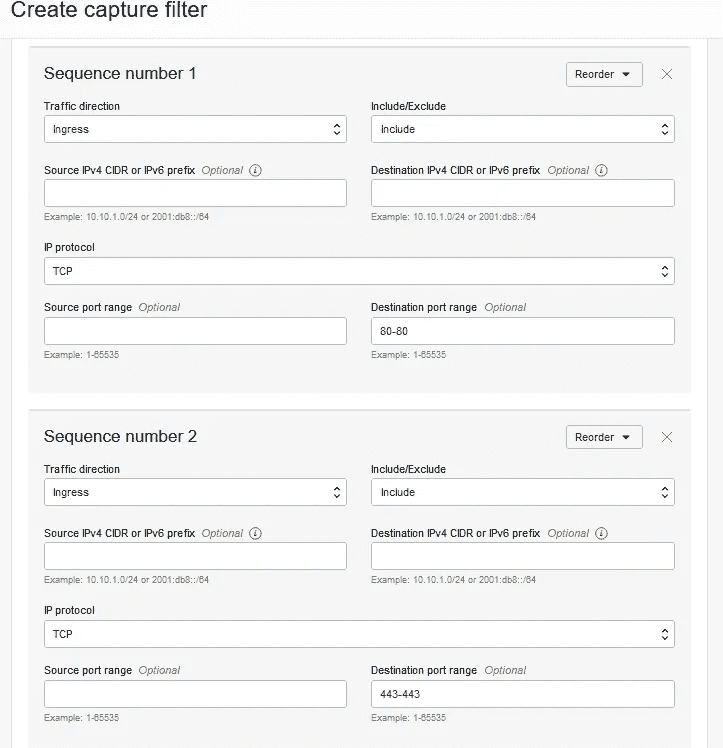 Create capture filter
Sequence number 1
Reorder
Traffic direction
Include/Exclude
Ingress
Include
Source IPv4 CIDR or IPv6 prefix Optional
Destination IPv4 CIDR or IPv6 prefix Optional
Example: 10.10.1.0/24 or 2001:db8::/64
Example: 10.10.1.0/24 or 2001:db8::/64
IP protocol
TCP
Source port range Optional
Destination port range Optional
80-80
Example: 1-65535
Example: 1-65535
Sequence number 2
Reorder
Traffic direction
Include/Exclude
Ingress
Include
Source IPv4 CIDR or IPv6 prefix Optional
Destination IPv4 CIDR or IPv6 prefix Optional
Example: 10.10.1.0/24 or 2001:db8::/64
Example: 10.10.1.0/24 or 2001:db8::/64
IP protocol
TCP
Source port range Optional
Destination port range Optional
443-443
Example: 1-65535
Example: 1-65535